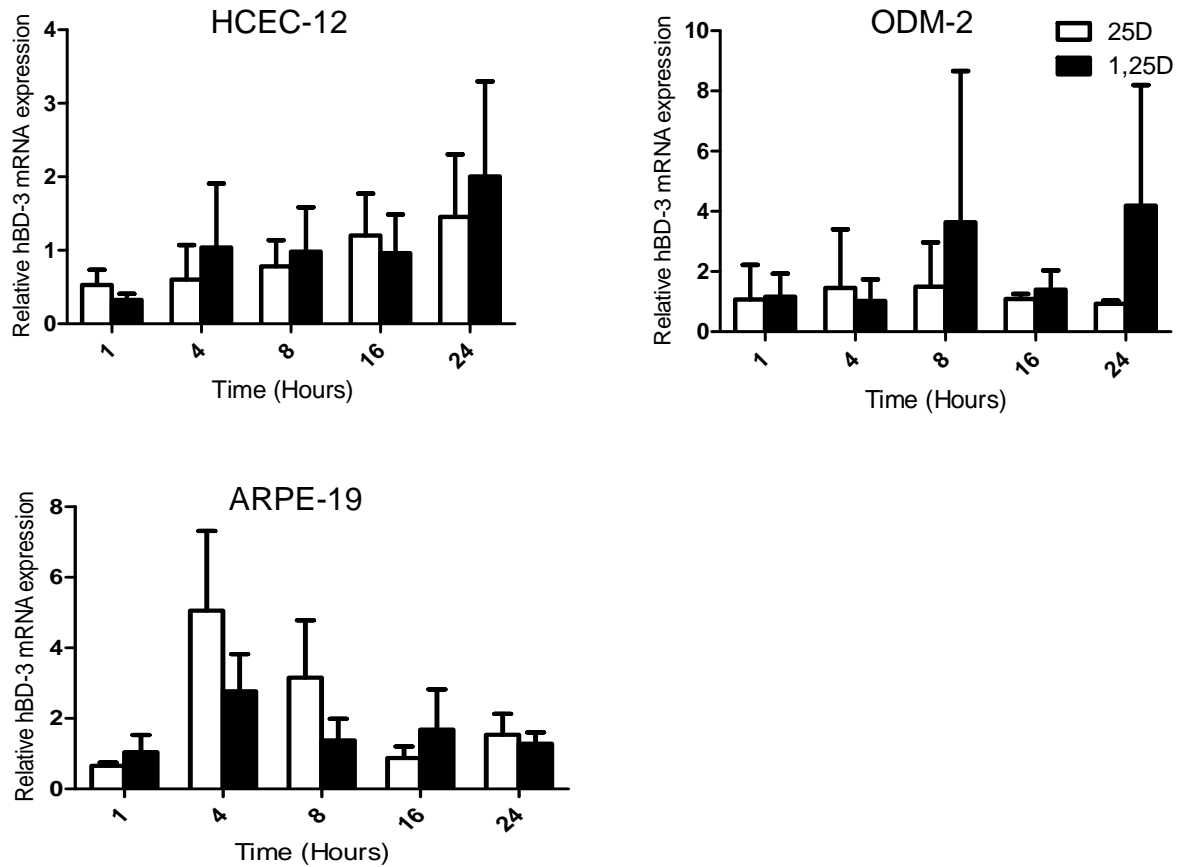 HCEC-12
Relative hBD-3 mRNA expression
4
3
2
1
0
1 4 8 16 24
Time (Hours)
ODM-2
25D
1,25D
Relative hBD-3 mRNA expression
10
8
6
4
2
0
1 4 8 16 24
Time (Hours)
ARPE-19
Relative hBD-3 mRNA expression
8
6
4
2
0
1 4 8 16 24
Time (Hours)